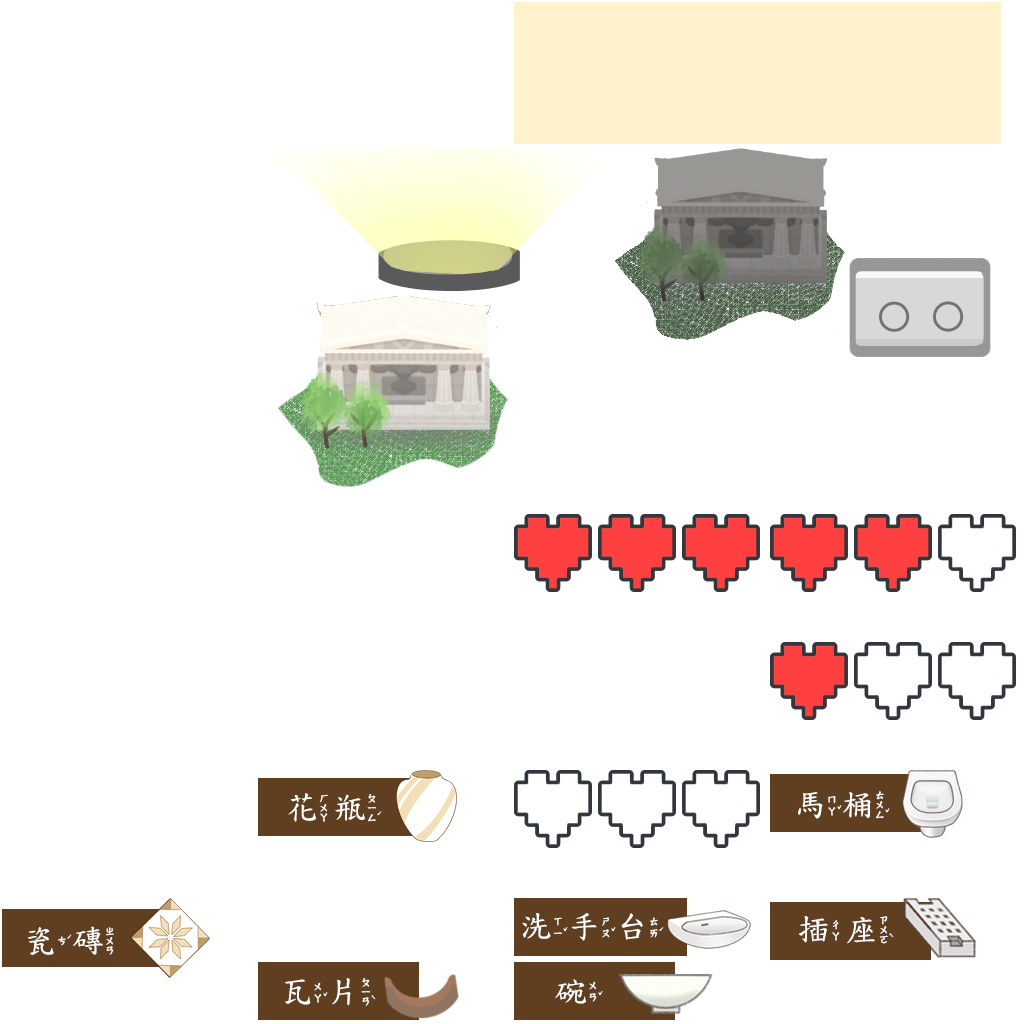 花ㄏㄨㄚ瓶ㄆㄧㄥˊ
馬ㄇㄚˇ桶ㄊㄨㄥˇ
瓷ㄘˊ磚ㄓㄨㄢ
洗ㄒㄧˇ手ㄕㄡˇ台ㄊㄞˊ
插ㄔㄚ座ㄗㄨㄛˋ
瓦ㄨㄚˇ片ㄆㄧㄢˋ
碗ㄨㄢˇ